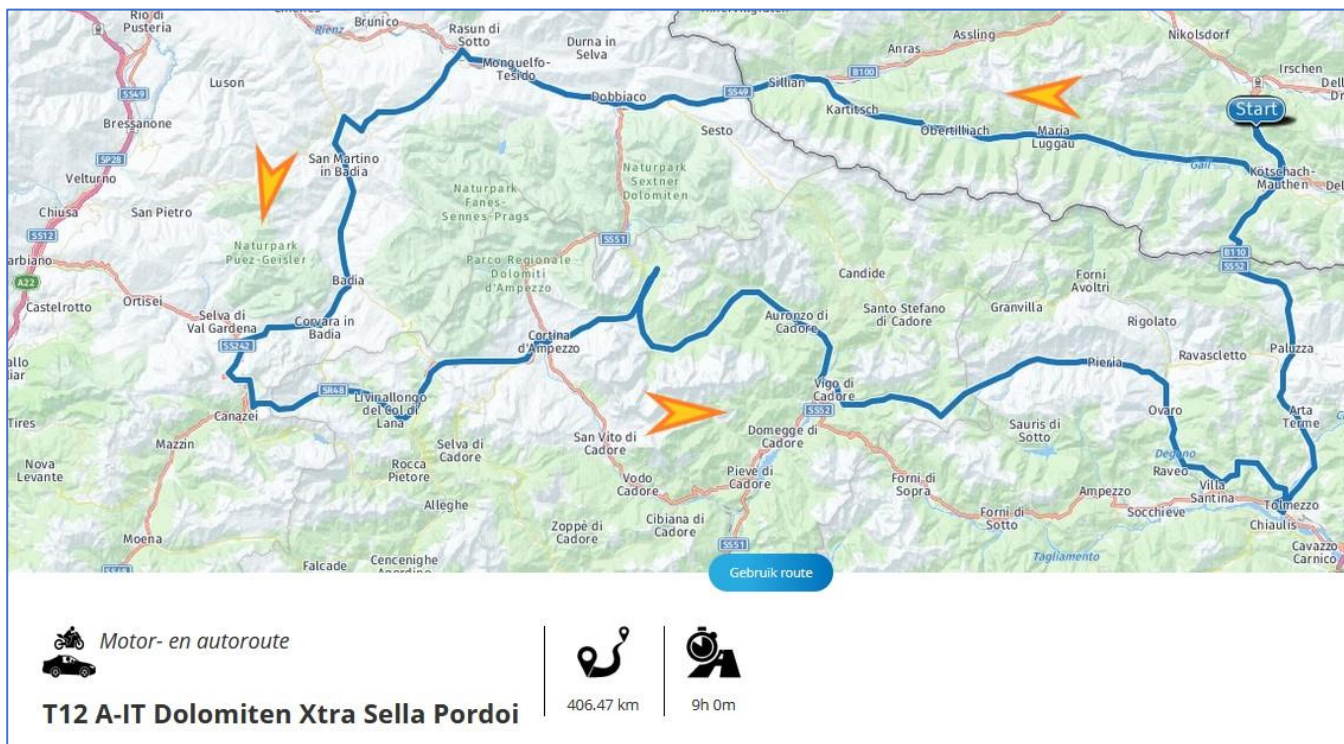 Rio di
Pusteria
Brunico
Rienz
Rasun di
Sotto
Durna in
Selva
Monguelfo-
Tesido
Anras
Assling
Nikolsdorf
Irschen
Luson
SS49
Bressanone
Dobbiaco
SS49
Sillian
B100
Kartitsch
Obertilliach
Maria
Luggau
Start
Sesto
SP28
Velturno
San Martino
in Badia
Naturpark
Fanes-
Sennes-Prags
Naturpark
Sextner
Dolomiten
Gail
Kötschach-
Mauthen
Chiusa
San Pietro
SS12
Naturpark
Puez-Geisler
SS51
Parco Regionale
Dolomiti
d'Ampezzo
B110
SS52
A22
Badia
Candide
Forni
Avoltri
Castelrotto
Ortisei
Selva di
Val Gardena
Corvara in
Badia
SS242
Cortina
d'Ampezzo
Auronzo di
Cadore
Santo Stefano
di Cadore
Granvilla
Rigolato
Ravascletto
Paluzza
Pieria
SR48
Livinallongo
del Col di
Lana
Vigo di
Cadore
SS52
Canazei
Mazzin
Tires
Ovaro
Arta
Terme
Sauris di
Sotto
Domegge di
Cadore
San Vito di
Cadore
Selva di
Cadore
Nova
Levante
Rocca
Pietore
Degano
Raveo
Villa
Santina
Vodo
Cadore
Pieve di
Cadore
Forni di
Sopra
Ampezzo
Socchieve
Tolmezzo
Chiaulis
Alleghe
Zoppè di
Cadore
Cibiana di
Cadore
Forni di
Sotto
Tagliamento
Cavazzo
Carnico
Moena
Falcade
Cencenighe
SS51
Gebruik route
Motor- en autoroute
T12 A-IT Dolomiten Xtra Sella Pordoi
406.47 km
9h 0m